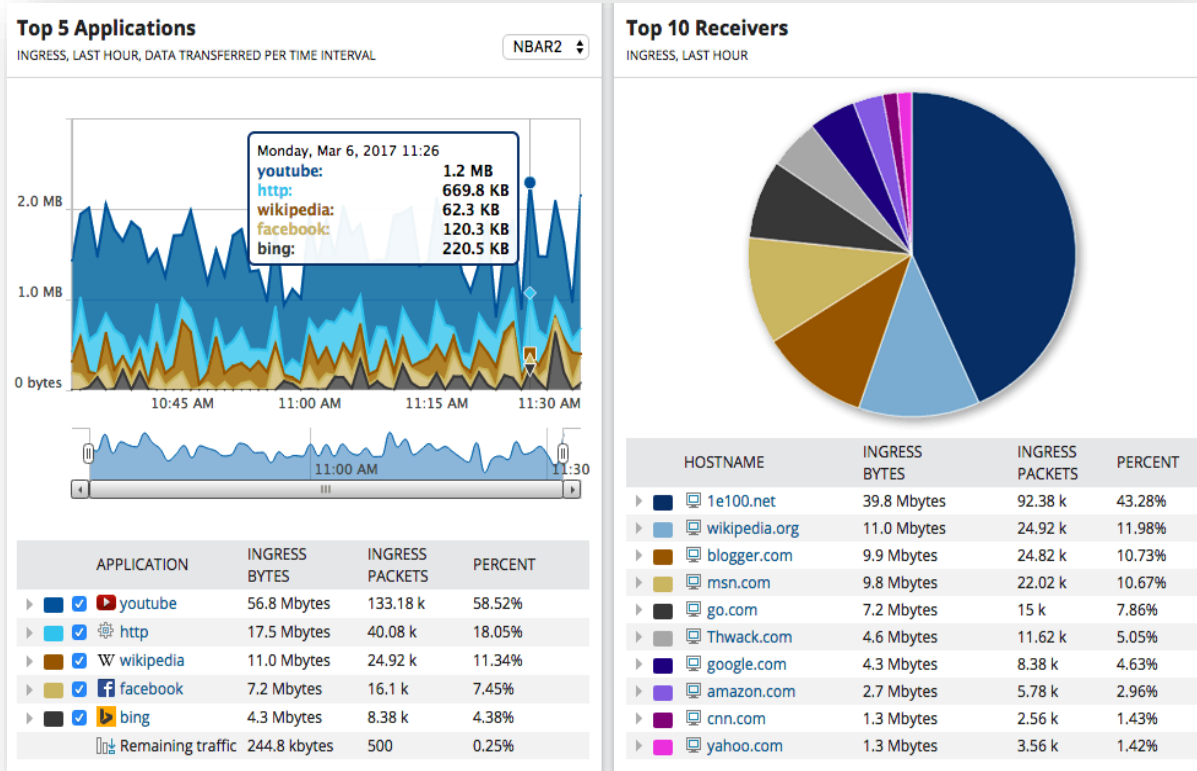 Top 5 Applications
INGRESS, LAST HOUR, DATA TRANSFERRED PER TIME INTERVAL
NBAR2
2.0 MB
1.0 MB
0 bytes
Monday, Mar 6, 2017 11:26
youtube: 1.2 MB
http: 669.8 KB
wikipedia: 62.3 KB
facebook: 120.3 KB
bing: 220.5 KB
10:45 AM 11:00 AM 11:15 AM 11:30 AM
11:00 AM 11:30
APPLICATION INGRESS BYTES INGRESS PACKETS PERCENT
youtube 56.8 Mbytes 133.18 k 58.52%
http 17.5 Mbytes 40.08 k 18.05%
W wikipedia 11.0 Mbytes 24.92 k 11.34%
facebook 7.2 Mbytes 16.1 k 7.45%
bing 4.3 Mbytes 8.38 k 4.38%
Remaining traffic 244.8 kbytes 500 0.25%
Top 10 Receivers
INGRESS, LAST HOUR
HOSTNAME INGRESS BYTES INGRESS PACKETS PERCENT
1e100.net 39.8 Mbytes 92.38 k 43.28%
wikipedia.org 11.0 Mbytes 24.92 k 11.98%
blogger.com 9.9 Mbytes 24.82 k 10.73%
msn.com 9.8 Mbytes 22.02 k 10.67%
go.com 7.2 Mbytes 15 k 7.86%
Thwack.com 4.6 Mbytes 11.62 k 5.05%
google.com 4.3 Mbytes 8.38 k 4.63%
amazon.com 2.7 Mbytes 5.78 k 2.96%
cnn.com 1.3 Mbytes 2.56 k 1.43%
yahoo.com 1.3 Mbytes 3.56 k 1.42%